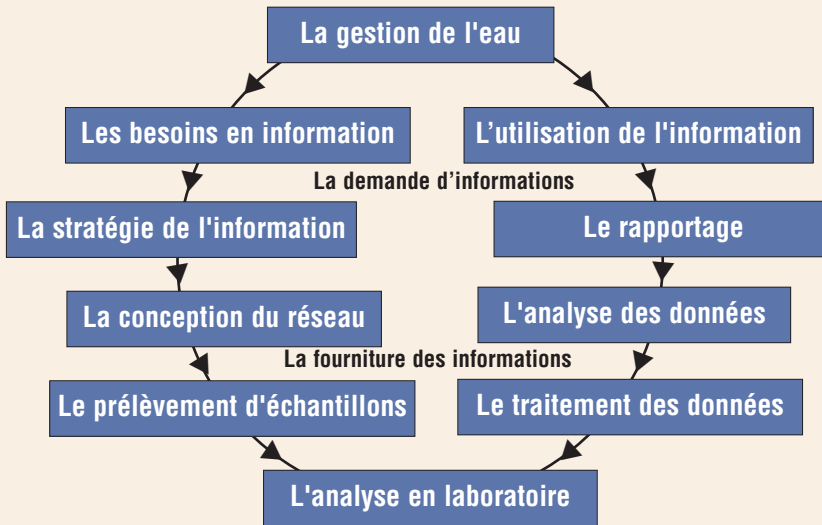 La gestion de l'eau
Les besoins en information
L’utilisation de l'information
La demande d’informations
La stratégie de l'information
Le rapportage
La conception du réseau
L'analyse des données
La fourniture des informations
Le prélèvement d'échantillons
Le traitement des données
L'analyse en laboratoire